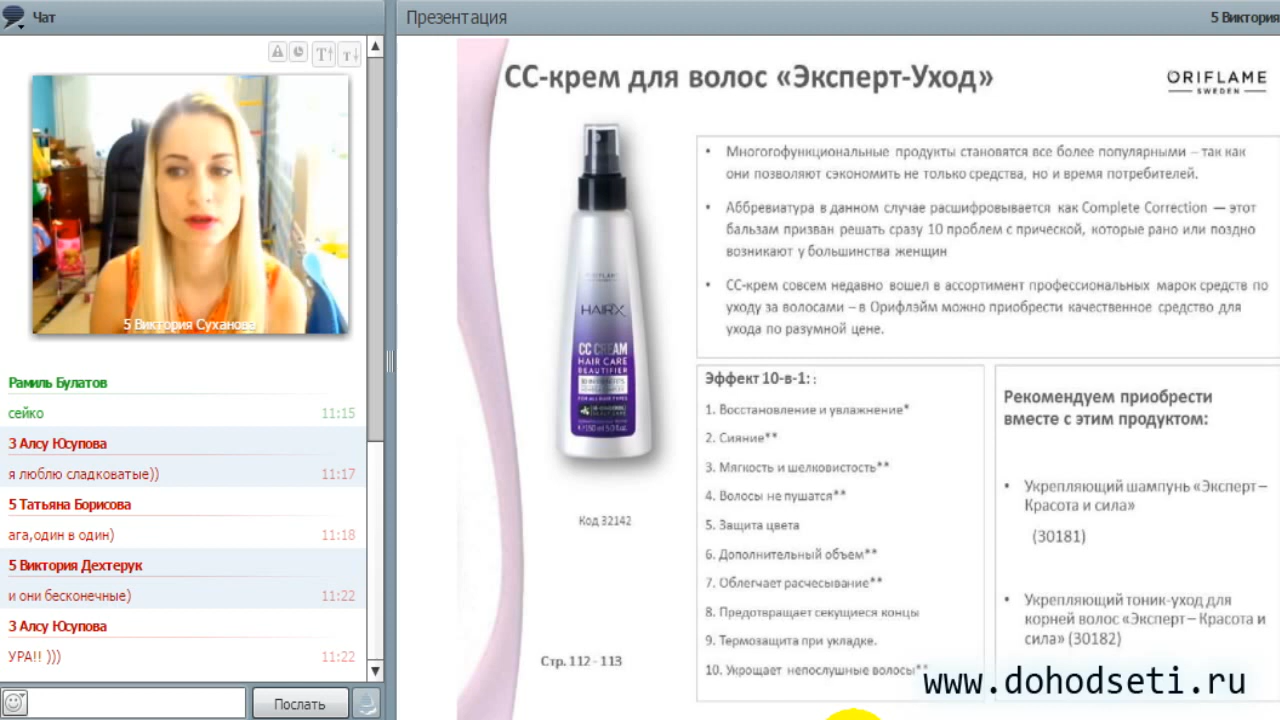 Чат
5 Виктория Суханова
Рамиль Булатов
сейко 11:15
3 Алсу Юсупова
я люблю сладковатые)) 11:17
5 Татьяна Борисова
ага,один в один) 11:18
5 Виктория Дехтерук
и они бесконечные) 11:22
3 Алсу Юсупова
УРА!! ))) 11:22
Послать
Презентация
5 Виктория
СС-крем для волос «Эксперт-Уход»
ORIFLAME
SWEDEN
HAIRX
CC CREAM
HAIR CARE
BEAUTIFIER
FOR ALL HAIR TYPES
Код 32142
Стр. 112 - 113
• Многогофункциональные продукты становятся все более популярными – так как
они позволяют сэкономить не только средства, но и время потребителей.
• Аббревиатура в данном случае расшифровывается как Complete Correction — этот
бальзам призван решать сразу 10 проблем с прической, которые рано или поздно
возникают у большинства женщин
• СС-крем совсем недавно вошел в ассортимент профессиональных марок средств по
уходу за волосами – в Орифлэйм можно приобрести качественное средство для
ухода по разумной цене.
Эффект 10-в-1: :
1. Восстановление и увлажнение*
2. Сияние**
3. Мягкость и шелковистость**
4. Волосы не пушатся**
5. Защита цвета
6. Дополнительный объем**
7. Облегчает расчесывание**
8. Предотвращает секущиеся концы
9. Термозащита при укладке.
10. Укрощает непослушные волосы**
Рекомендуем приобрести
вместе с этим продуктом:
• Укрепляющий шампунь «Эксперт –
Красота и сила»
(30181)
• Укрепляющий тоник-уход для
корней волос «Эксперт – Красота и
сила» (30182)
www.dohodseti.ru